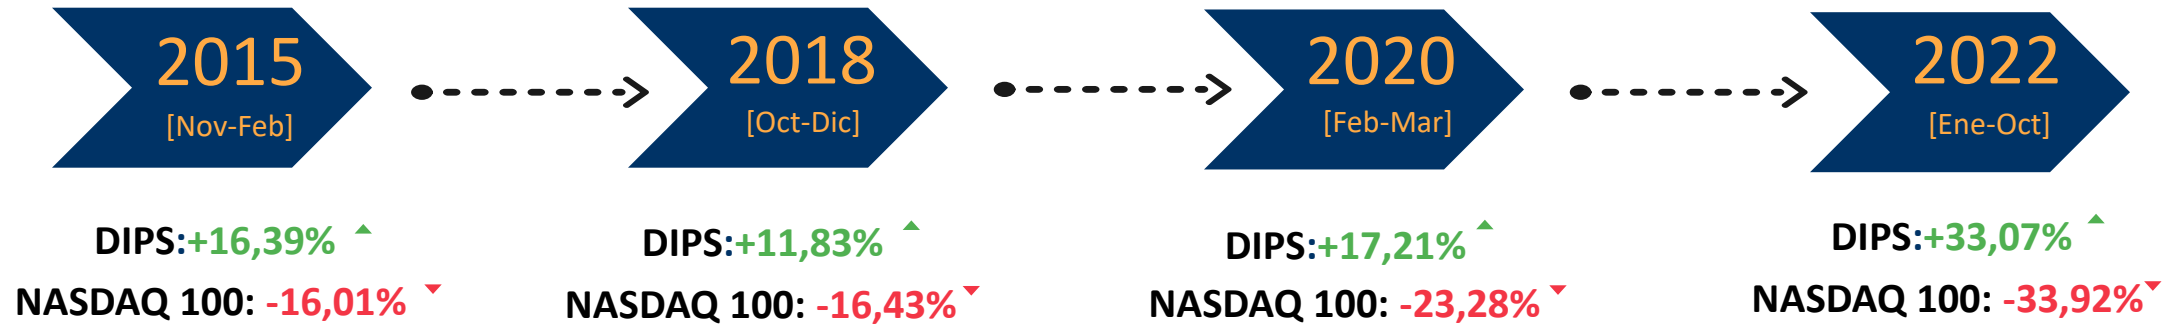 2015
[Nov-Feb]
DIPS:+16,39%
NASDAQ 100: -16,01%
2018
[Oct-Dic]
DIPS:+11,83%
NASDAQ 100: -16,43%
2020
[Feb-Mar]
DIPS:+17,21%
NASDAQ 100: -23,28%
2022
[Ene-Oct]
DIPS:+33,07%
NASDAQ 100: -33,92%